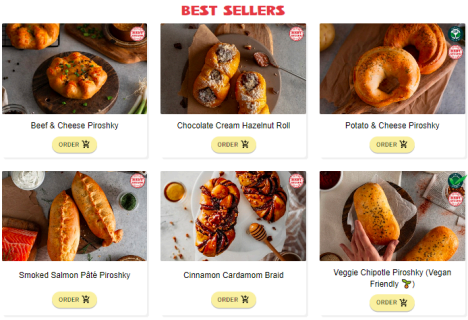 BEST SELLERS
Beef & Cheese Piroshky
Chocolate Cream Hazelnut Roll
Potato & Cheese Piroshky
ORDER
ORDER
ORDER
Smoked Salmon Pâtè Piroshky
Cinnamon Cardamom Braid
Veggie Chipotle Piroshky (Vegan
Friendly 🌱)
ORDER
ORDER
ORDER